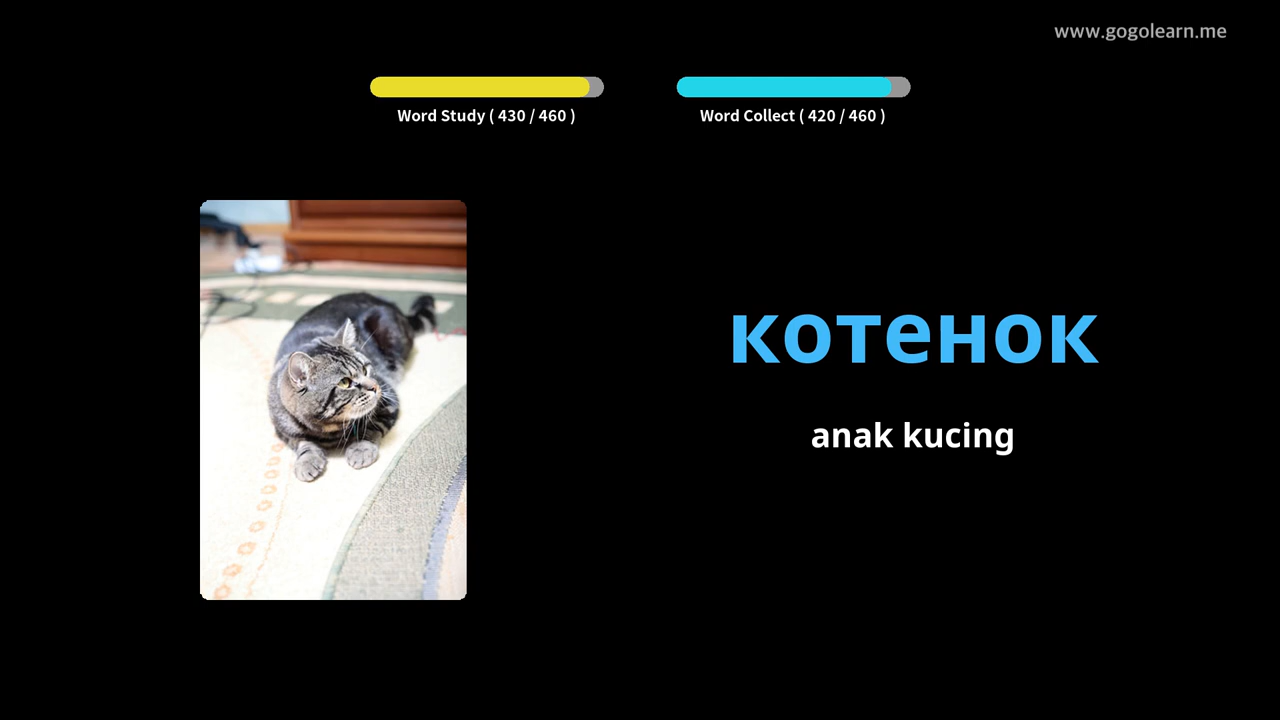 www.gogolearn.me
Word Study ( 430 / 460 )
Word Collect ( 420 / 460 )
котенок
anak kucing